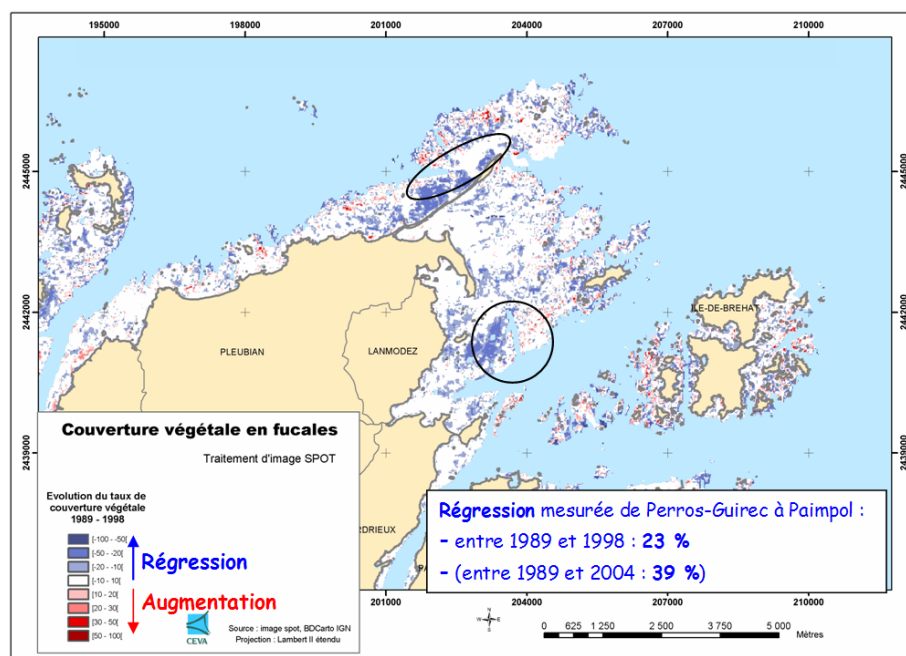 195000 198000 201000 204000 207000 210000
2445000 2445000
2442000 2442000
2439000 2439000
ILE-DE-BREHAT
PLEUBIAN
LANMODEZ
RDRIEUX
PA
Couverture végétale en fucales
Traitement d'image SPOT
Evolution du taux de
couverture végétale
1989 - 1998
[-100 - -50[
[-50 - -20[
[-20 - -10[
[-10 - 10[
[10 - 20[
[20 - 30[
[30 - 50[
[50 - 100[
Régression
Augmentation
CEVA
Source : image spot, BDCarto IGN
Projection : Lambert II étendu
Régression mesurée de Perros-Guirec à Paimpol :
- entre 1989 et 1998 : 23 %
- (entre 1989 et 2004 : 39 %)
201000 204000 207000 210000
N
W E
S
0 625 1 250 2 500 3 750 5 000
Mètres